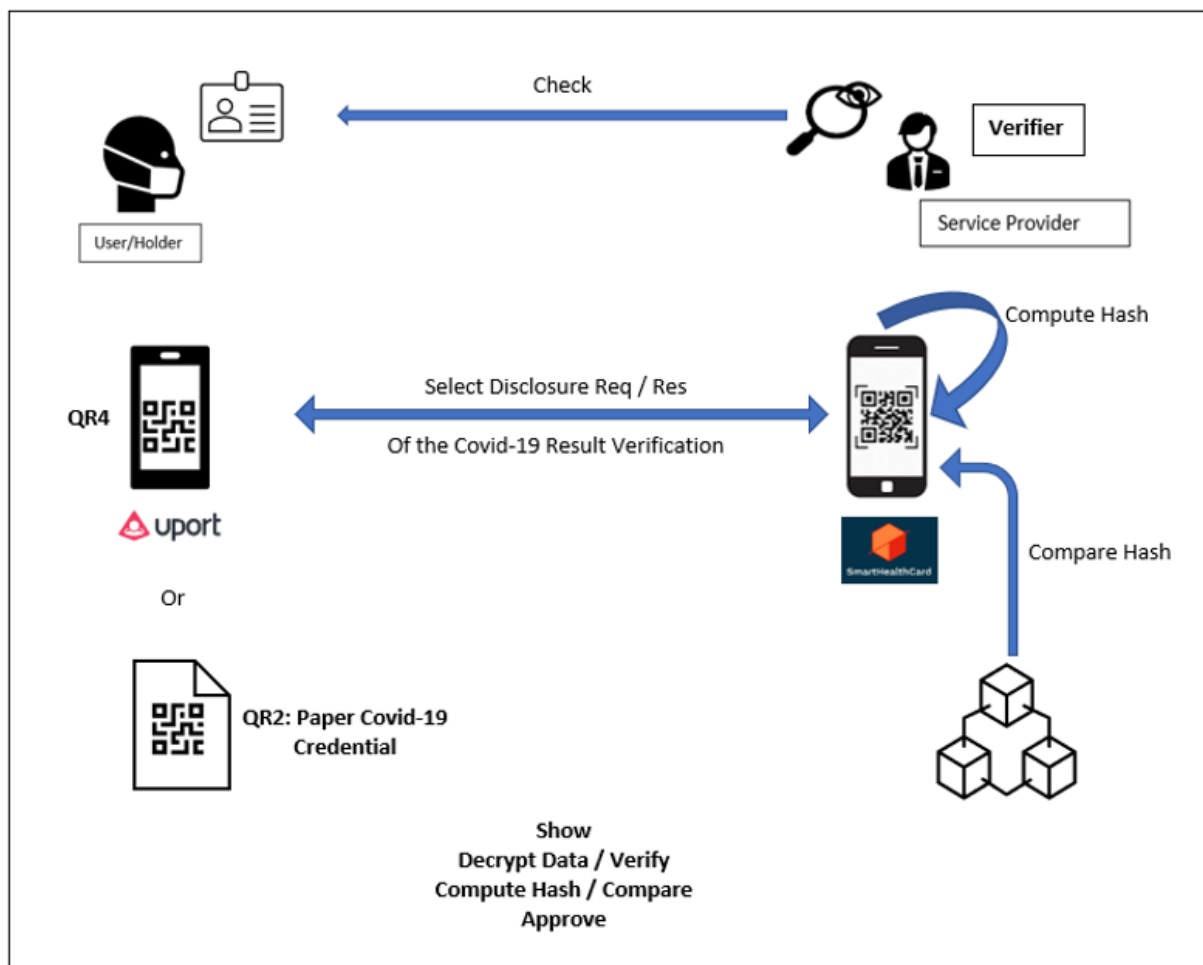 Check
Verifier
User/Holder
Service Provider
Compute Hash
QR4
Select Disclosure Req / Res
Of the Covid-19 Result Verification
uport
SmartHealthCard
Compare Hash
Or
QR2: Paper Covid-19
Credential
Show
Decrypt Data / Verify
Compute Hash / Compare
Approve